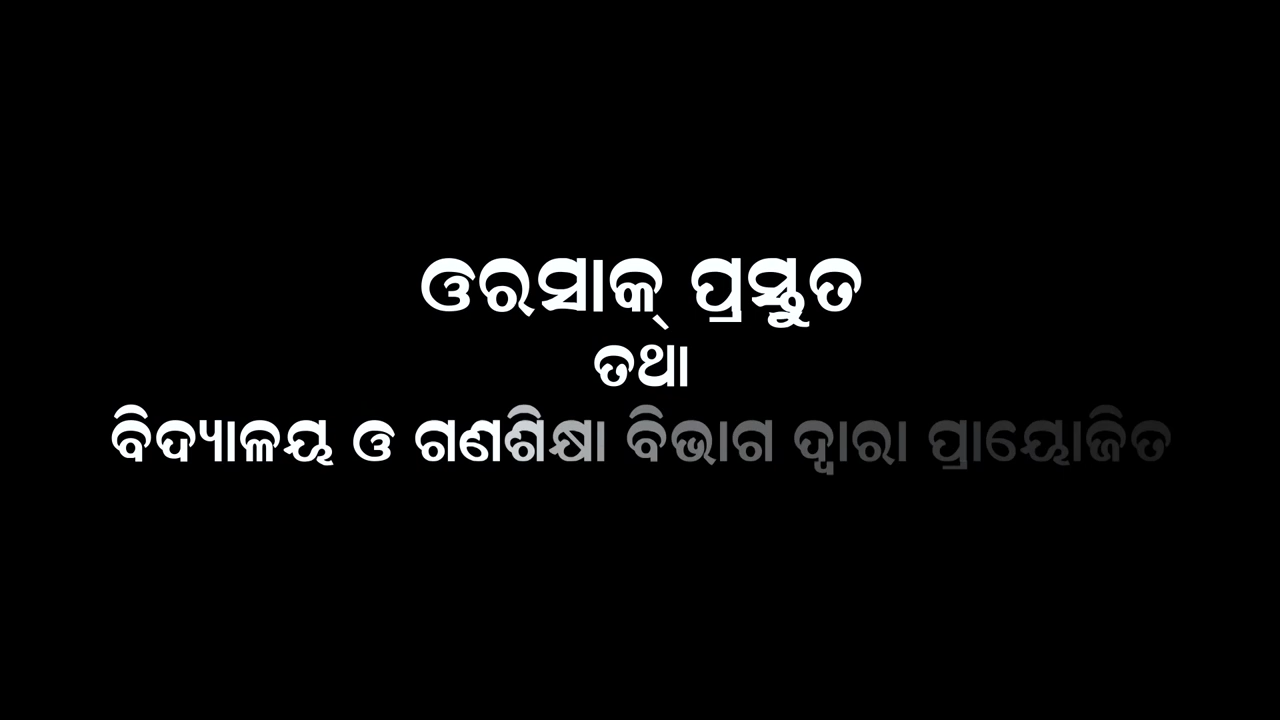 ଓରସାକ୍ ପ୍ରସ୍ତୁତ
ତଥା
ବିଦ୍ୟାଳୟ ଓ ଗଣଶିକ୍ଷା ବିଭାଗ ଦ୍ୱାରା ପ୍ରାୟୋଜିତ